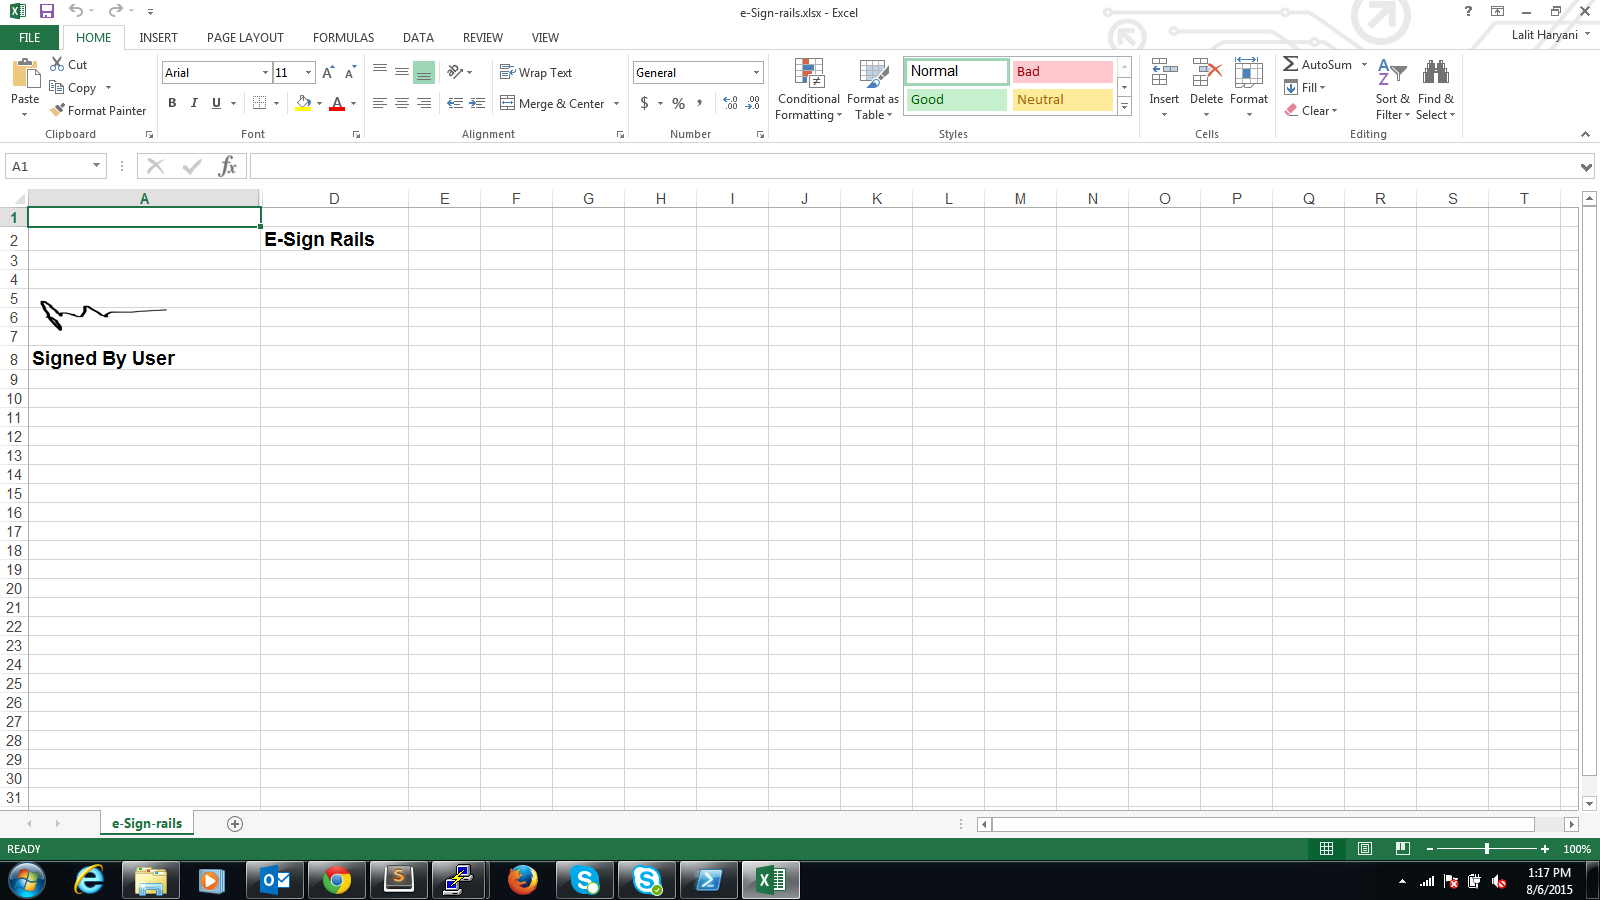 e-Sign-rails.xlsx - Excel
?
FILE HOME INSERT PAGE LAYOUT FORMULAS DATA REVIEW VIEW
Lalit Haryani
Paste
Cut
Copy
Format Painter
Clipboard
Arial 11
B I U
Font
Wrap Text
Merge & Center
Alignment
General
$ % ,
Number
Conditional Formatting
Format as Table
Normal Bad
Good Neutral
Styles
Insert Delete Format
Cells
AutoSum
Fill
Clear
Sort & Filter
Find & Select
Editing
A1
fx
A D E F G H I J K L M N O P Q R S T
1
2 E-Sign Rails
3
4
5
6
7
8 Signed By User
9
10
11
12
13
14
15
16
17
18
19
20
21
22
23
24
25
26
27
28
29
30
31
e-Sign-rails
READY
100%
1:17 PM
8/6/2015